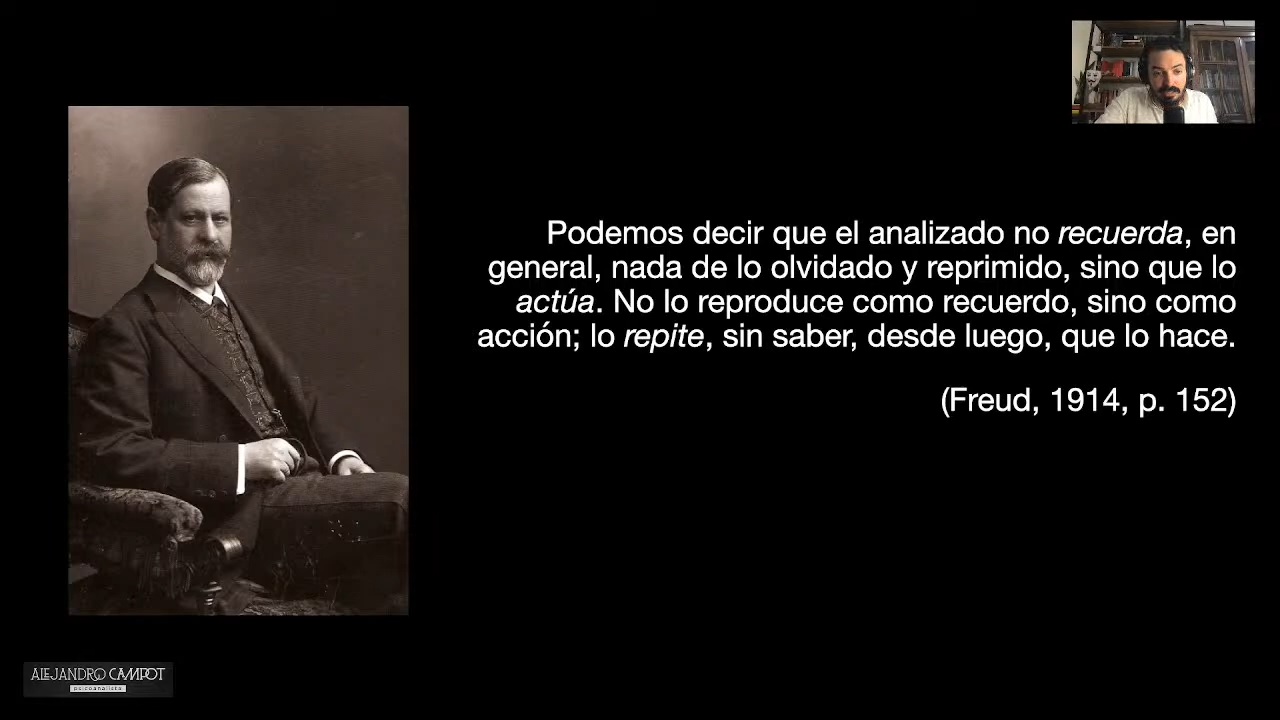 Podemos decir que el analizado no recuerda, en
general, nada de lo olvidado y reprimido, sino que lo
actúa. No lo reproduce como recuerdo, sino como
acción; lo repite, sin saber, desde luego, que lo hace.
(Freud, 1914, p. 152)
ALEJANDRO CAMPOT
psicoanalista